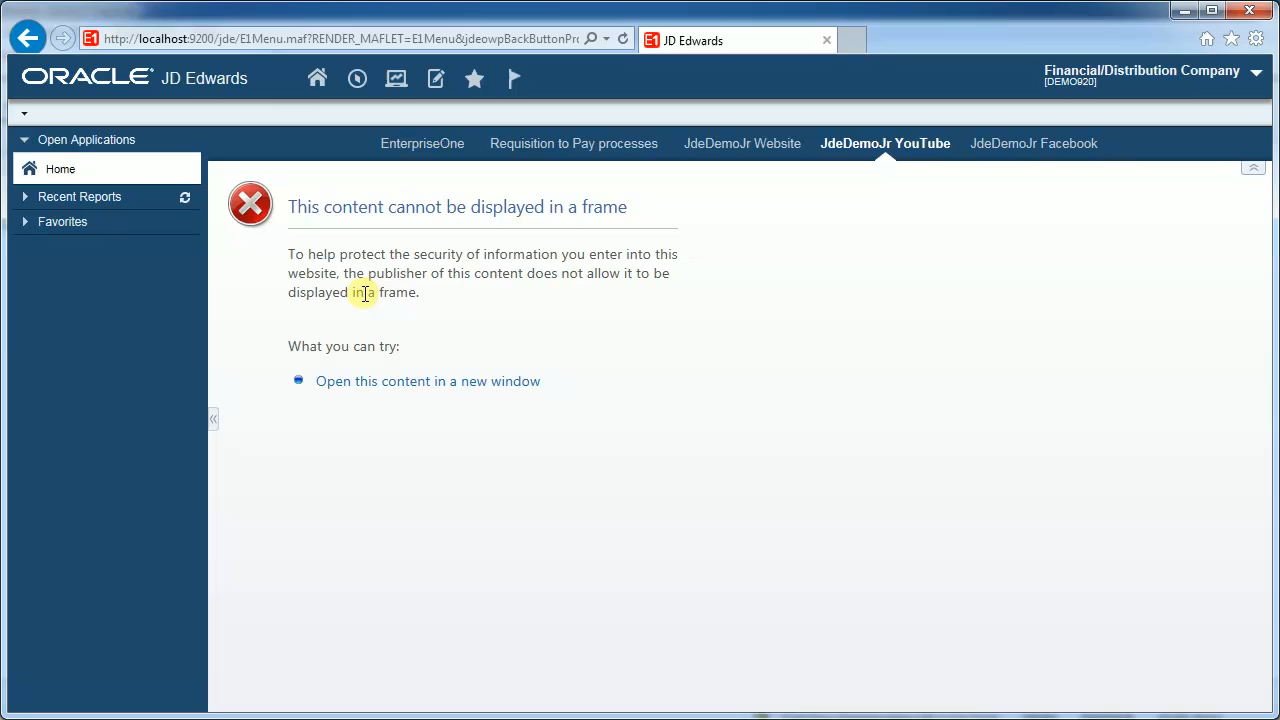 E1 http://localhost:9200/jde/E1Menu.maf?RENDER_MAFLET=E1Menu&jdeowpBackButtonPr
E1 JD Edwards
ORACLE JD Edwards
Financial/Distribution Company
[DEMO920]
Open Applications
EnterpriseOne Requisition to Pay processes JdeDemoJr Website JdeDemoJr YouTube JdeDemoJr Facebook
Home
Recent Reports
Favorites
This content cannot be displayed in a frame
To help protect the security of information you enter into this
website, the publisher of this content does not allow it to be
displayed in a frame.
What you can try:
Open this content in a new window